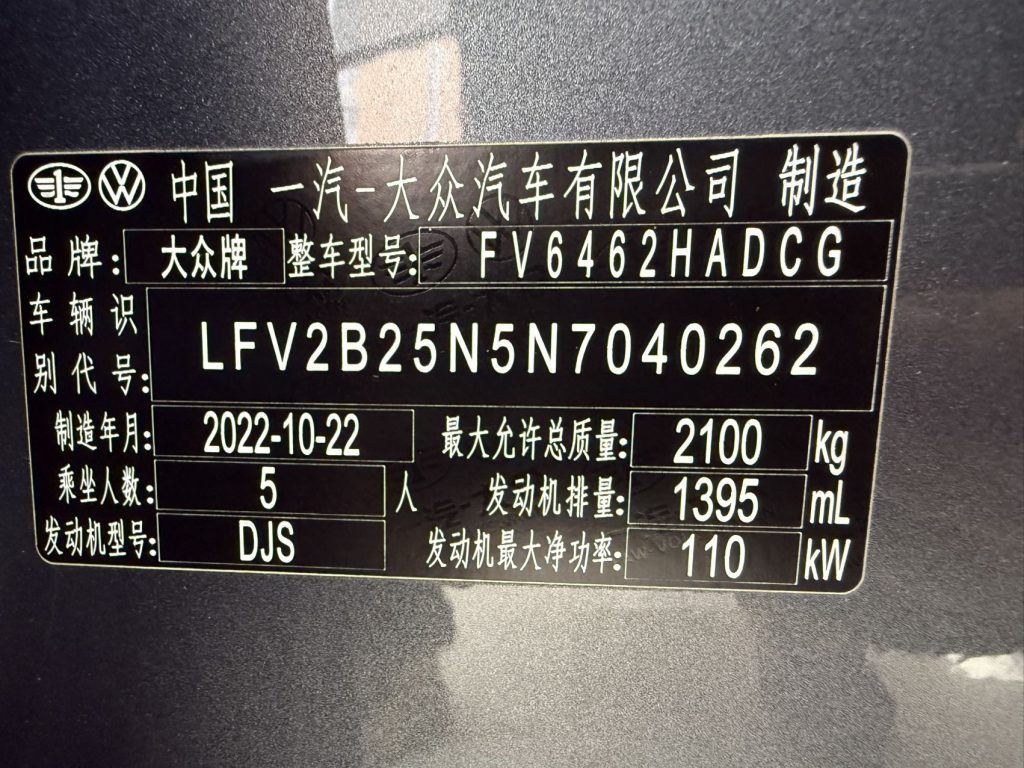 中国 一汽-大众汽车有限公司 制造
品牌: 大众牌 整车型号: FV6462HADCG
车辆识别代号: LFV2B25N5N7040262
制造年月: 2022-10-22 最大允许总质量: 2100 kg
乘坐人数: 5 人 发动机排量: 1395 mL
发动机型号: DJS 发动机最大净功率: 110 kW